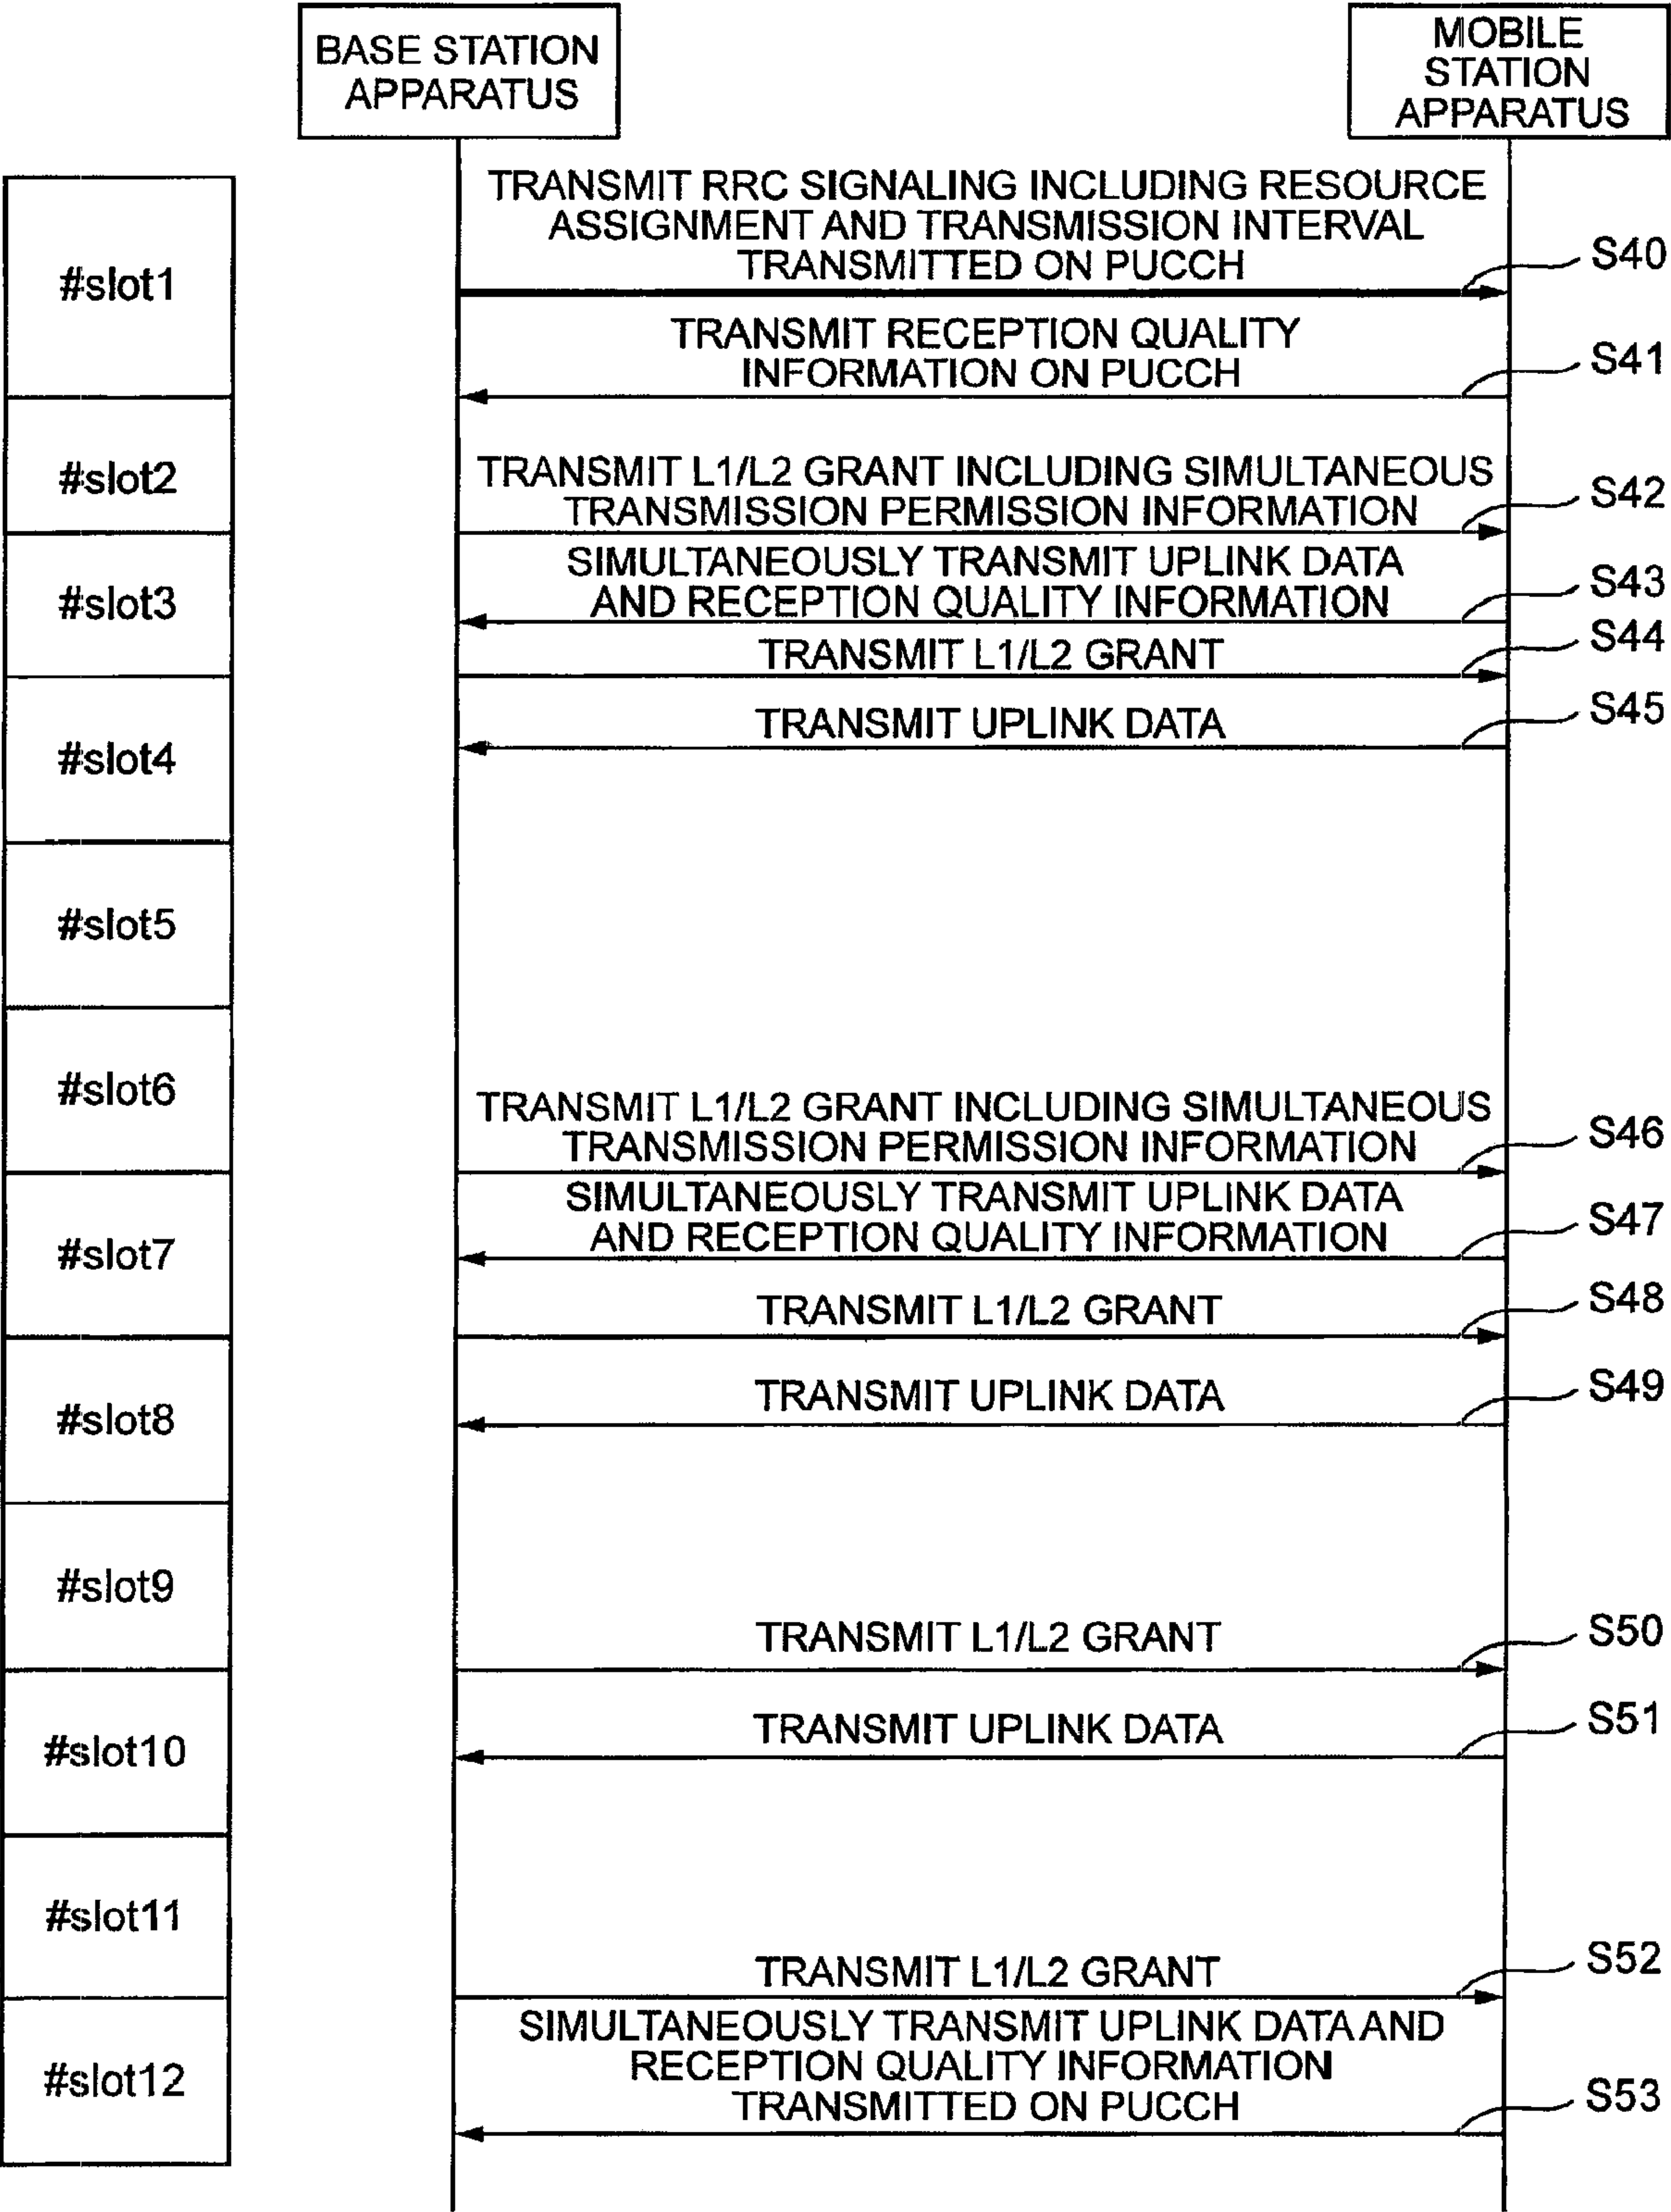 BASE STATION
APPARATUS
MOBILE
STATION
APPARATUS
#slot1
TRANSMIT RRC SIGNALING INCLUDING RESOURCE
ASSIGNMENT AND TRANSMISSION INTERVAL
TRANSMITTED ON PUCCH
S40
TRANSMIT RECEPTION QUALITY
INFORMATION ON PUCCH
S41
#slot2
TRANSMIT L1/L2 GRANT INCLUDING SIMULTANEOUS
TRANSMISSION PERMISSION INFORMATION
S42
#slot3
SIMULTANEOUSLY TRANSMIT UPLINK DATA
AND RECEPTION QUALITY INFORMATION
S43
TRANSMIT L1/L2 GRANT
S44
#slot4
TRANSMIT UPLINK DATA
S45
#slot5
#slot6
TRANSMIT L1/L2 GRANT INCLUDING SIMULTANEOUS
TRANSMISSION PERMISSION INFORMATION
S46
#slot7
SIMULTANEOUSLY TRANSMIT UPLINK DATA
AND RECEPTION QUALITY INFORMATION
S47
TRANSMIT L1/L2 GRANT
S48
#slot8
TRANSMIT UPLINK DATA
S49
#slot9
TRANSMIT L1/L2 GRANT
S50
#slot10
TRANSMIT UPLINK DATA
S51
#slot11
TRANSMIT L1/L2 GRANT
S52
#slot12
SIMULTANEOUSLY TRANSMIT UPLINK DATA AND
RECEPTION QUALITY INFORMATION
TRANSMITTED ON PUCCH
S53